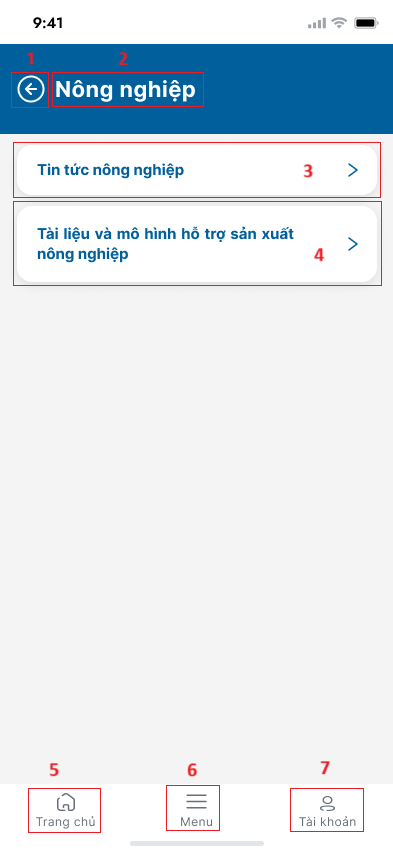 9:41
1 2
Nông nghiệp
Tin tức nông nghiệp 3
Tài liệu và mô hình hỗ trợ sản xuất
nông nghiệp 4
5 6 7
Trang chủ Menu Tài khoản